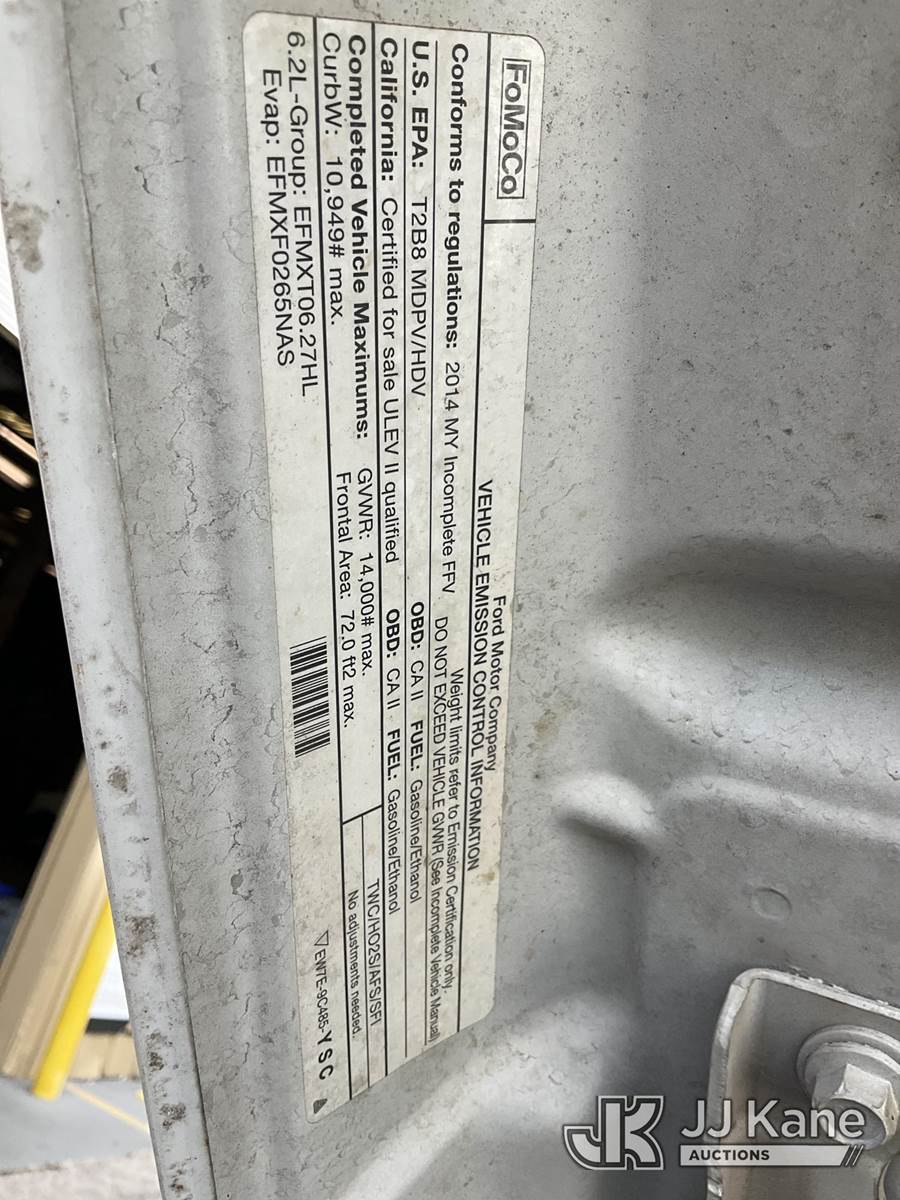 FoMoCo
Ford Motor Company
VEHICLE EMISSION CONTROL INFORMATION
Conforms to regulations: 2014 MY Incomplete FFV
Weight limits refer to Emission Certification only.
DO NOT EXCEED VEHICLE GVWR (See Incomplete Vehicle Manual)
U.S. EPA: T2B8 MDPV/HDV OBD: CA II FUEL: Gasoline/Ethanol
California: Certified for sale ULEV II qualified OBD: CA II FUEL: Gasoline/Ethanol
Completed Vehicle Maximums: GVWR: 14,000# max.
CurbW: 10,949# max. Frontal Area: 72.0 ft2 max.
TWC/HO2S/AFS/SFI
No adjustments needed.
6.2L-Group: EFMXT06.27HL
Evap: EFMXF0265NAS
EW7E-9C485-Y S C
JK JJ Kane
AUCTIONS